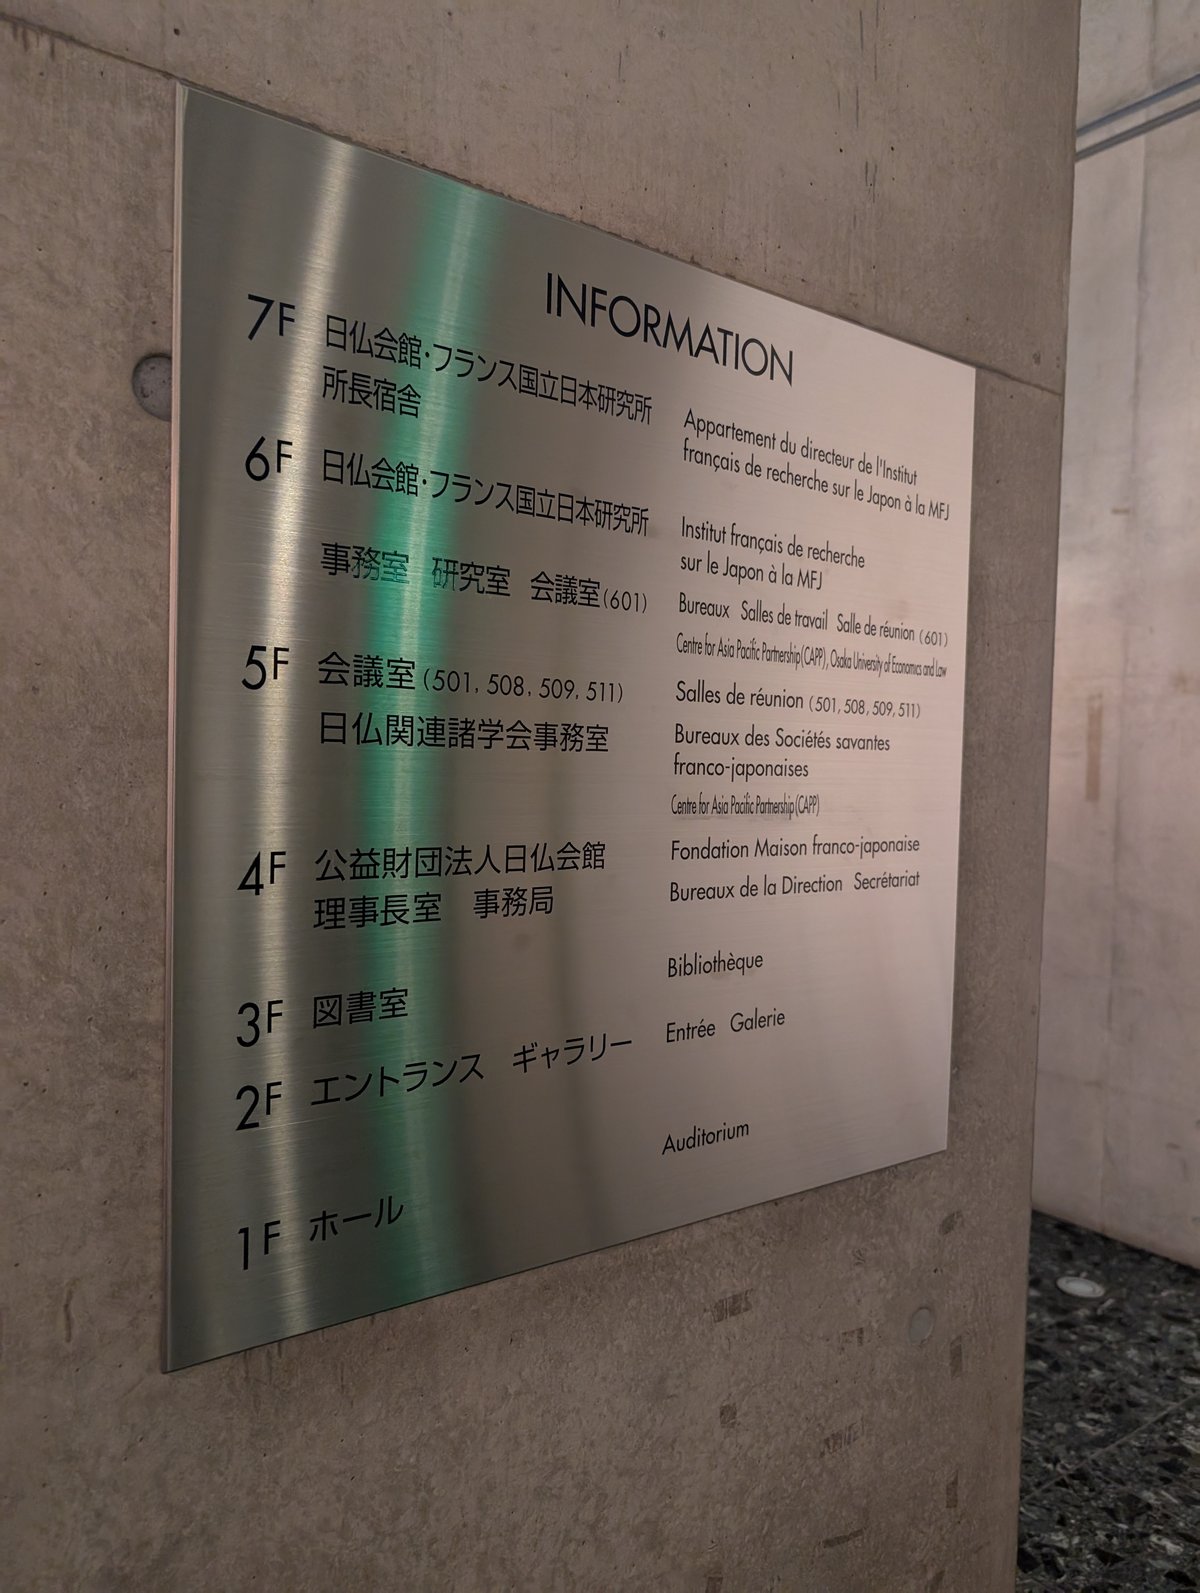 INFORMATION
7F 日仏会館・フランス国立日本研究所
所長宿舎
Appartement du directeur de l'Institut
français de recherche sur le Japon à la MFJ
6F 日仏会館・フランス国立日本研究所
Institut français de recherche
sur le Japon à la MFJ
事務室 研究室 会議室(601)
Bureaux Salles de travail Salle de réunion (601)
Centre for Asia Pacific Partnership(CAPP), Osaka University of Economics and Law
5F 会議室(501, 508, 509, 511)
Salles de réunion (501, 508, 509, 511)
日仏関連諸学会事務室
Bureaux des Sociétés savantes
franco-japonaises
Centre for Asia Pacific Partnership(CAPP)
4F 公益財団法人日仏会館
Fondation Maison franco-japonaise
理事長室 事務局
Bureaux de la Direction Secrétariat
3F 図書室
Bibliothèque
2F エントランス ギャラリー
Entrée Galerie
1F ホール
Auditorium